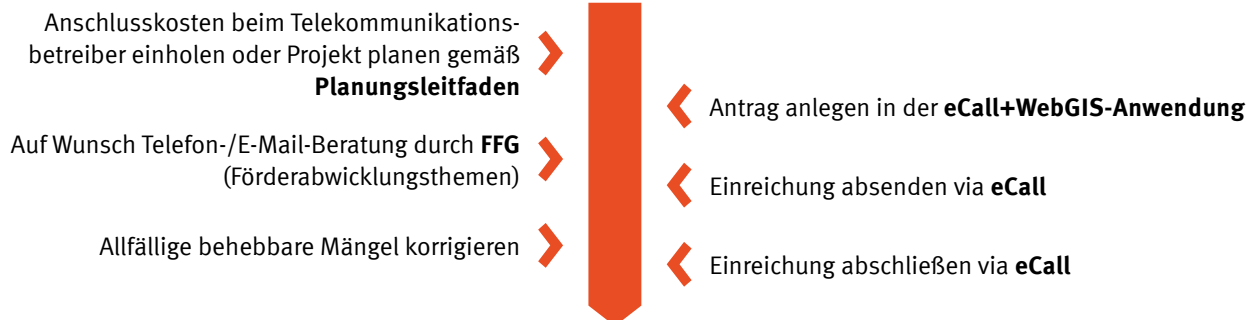 Anschlusskosten beim Telekommunikations-
betreiber einholen oder Projekt planen gemäß
Planungsleitfaden
Antrag anlegen in der eCall+WebGIS-Anwendung
Auf Wunsch Telefon-/E-Mail-Beratung durch FFG
(Förderabwicklungsthemen)
Einreichung absenden via eCall
Allfällige behebbare Mängel korrigieren
Einreichung abschließen via eCall